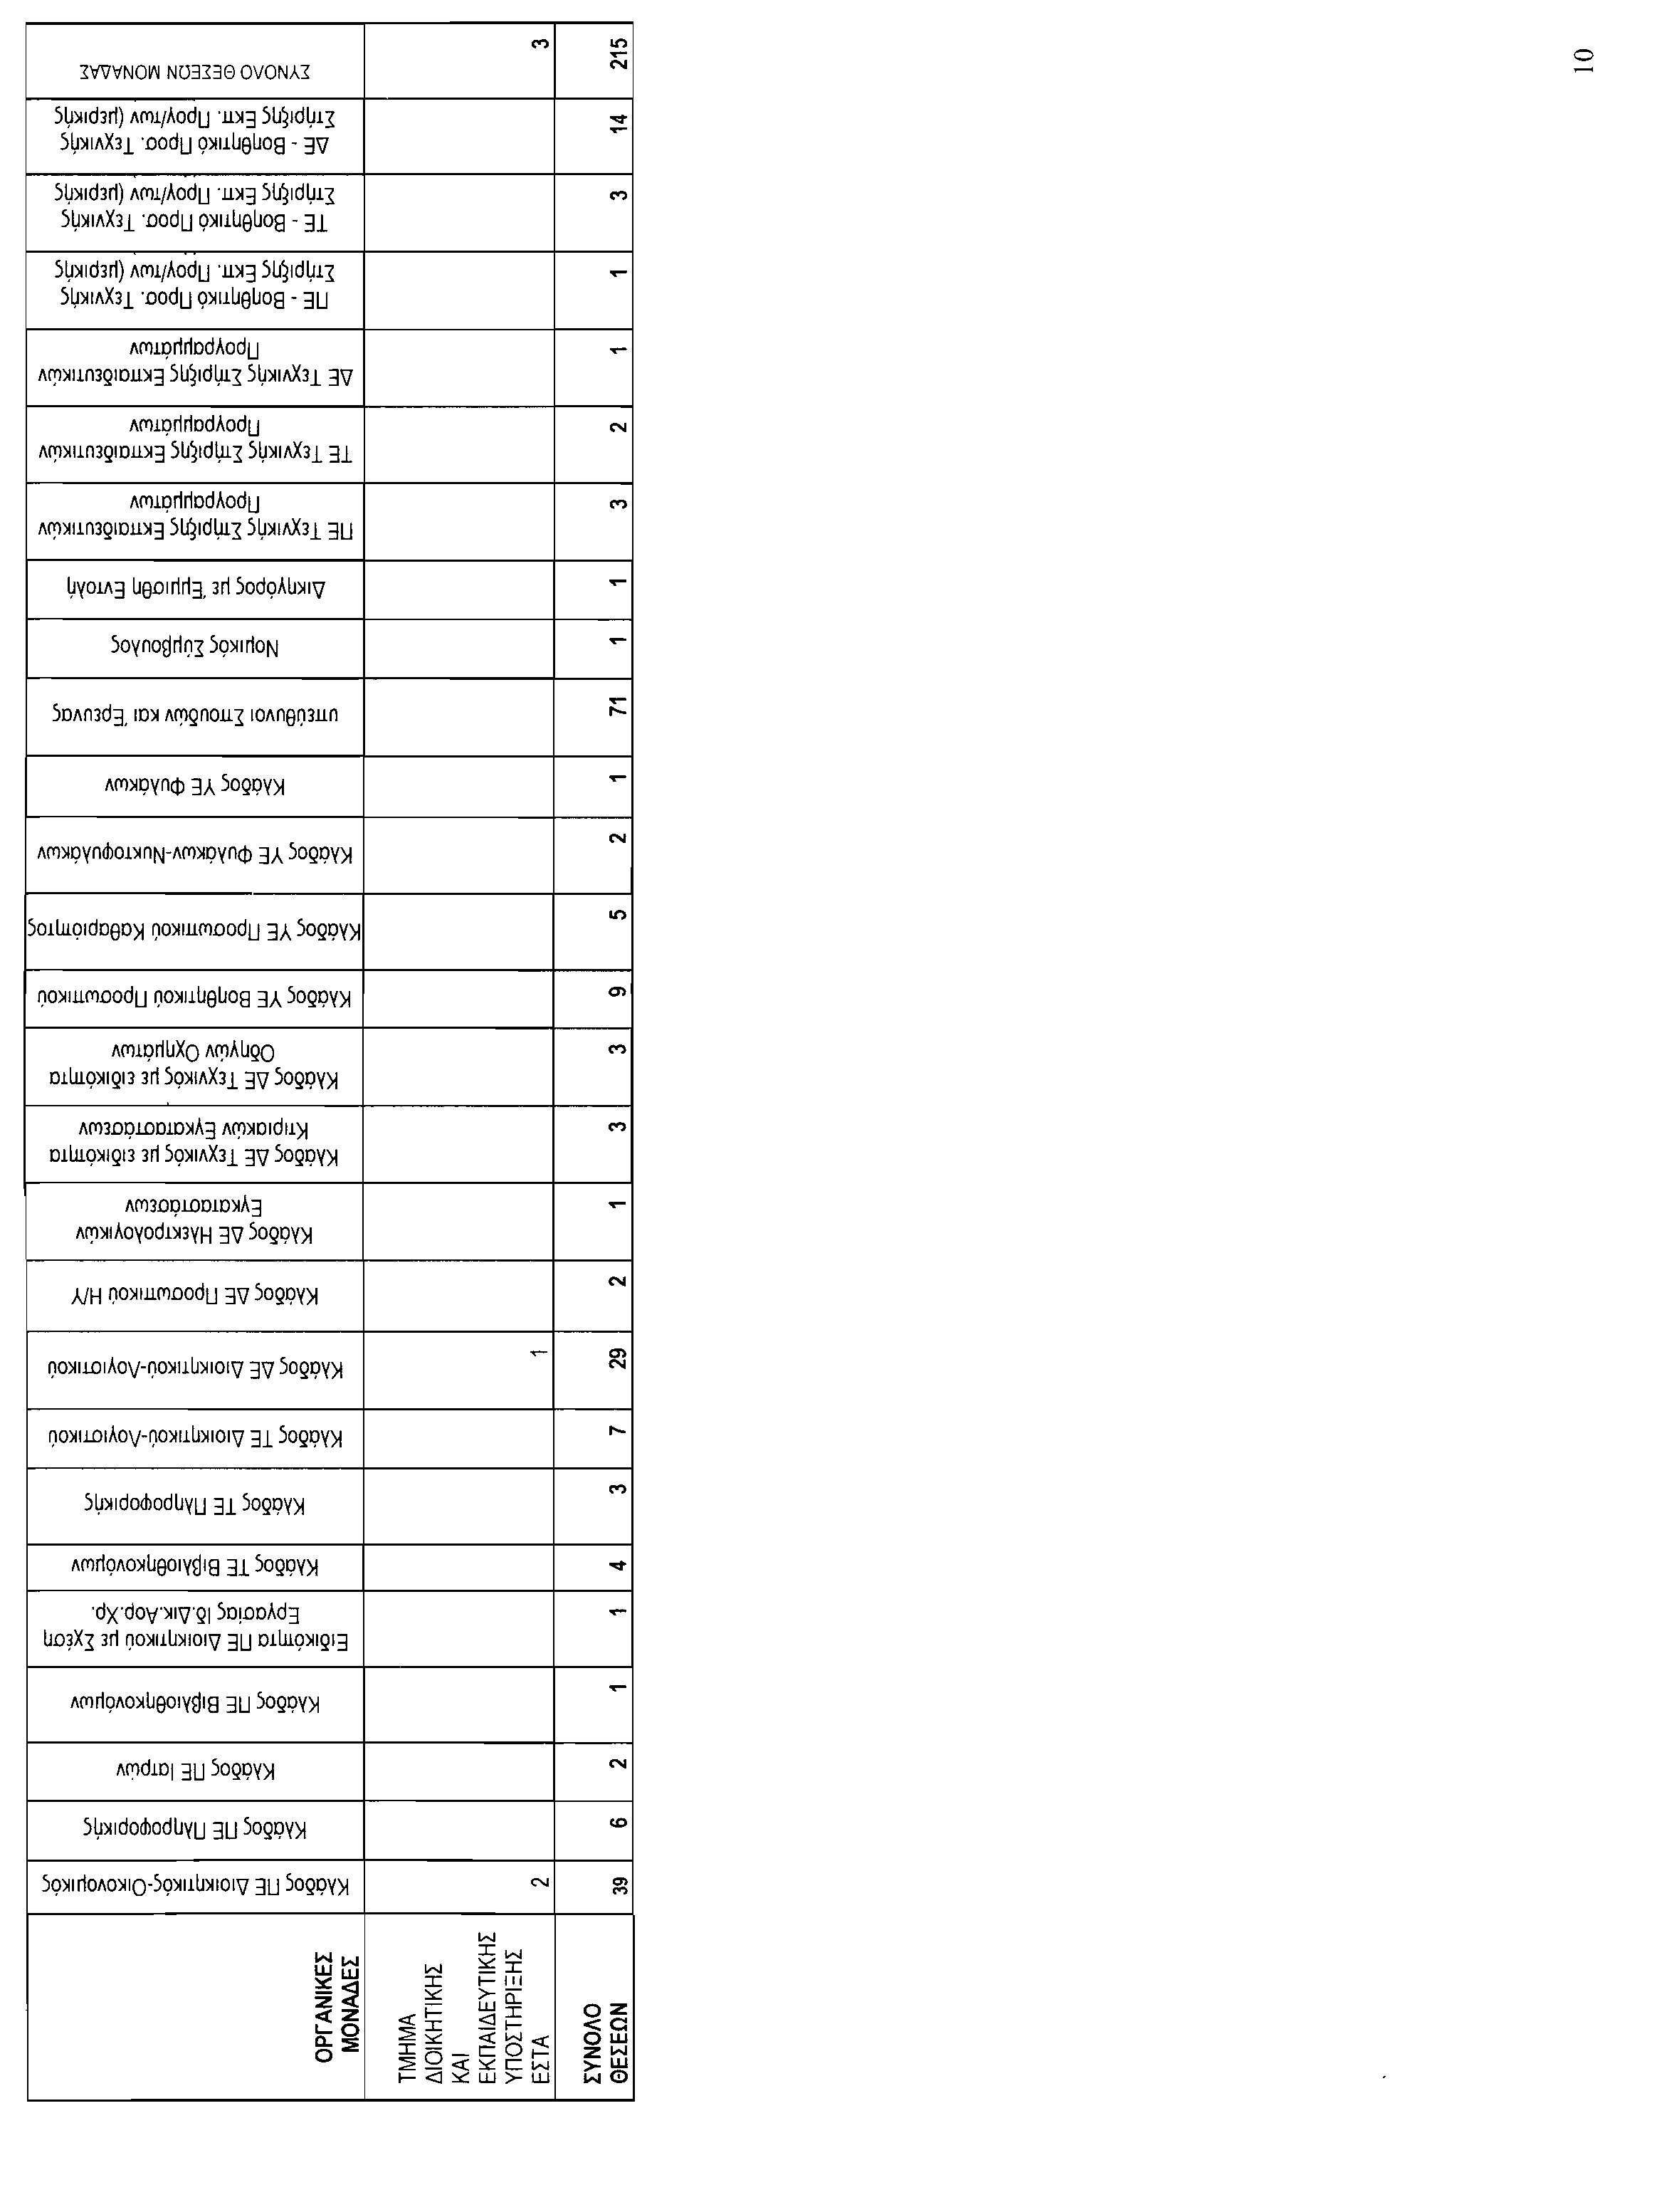 ΟΡΓΑΝΙΚΕΣ
ΜΟΝΑΔΕΣ
Κλάδος ΠΕ Διοικητικός-Οικονομικός
Κλάδος ΠΕ Πληροφορικής
Κλάδος ΠΕ Ιατρών
Κλάδος ΠΕ Βιβλιοθηκονόμων
Ειδικότητα ΠΕ Διοικητικού με Σχέση
Εργασίας Ιδ.Δικ.Αορ.Χρ.
Κλάδος ΤΕ Βιβλιοθηκονόμων
Κλάδος ΤΕ Πληροφορικής
Κλάδος ΤΕ Διοικητικού-Λογιστικού
Κλάδος ΔΕ Διοικητικού-Λογιστικού
Κλάδος ΔΕ Προσωπικού Η/Υ
Κλάδος ΔΕ Ηλεκτρολογικών
Εγκαταστάσεων
Κλάδος ΔΕ Τεχνικός με ειδικότητα
Κτιριακών Εγκαταστάσεων
Κλάδος ΔΕ Τεχνικός με ειδικότητα
Οδηγών Οχημάτων
Κλάδος ΥΕ Βοηθητικού Προσωπικού
Κλάδος ΥΕ Προσωπικού Καθαριότητος
Κλάδος ΥΕ Φυλάκων-Νυκτοφυλάκων
Κλάδος ΥΕ Φυλάκων
υπεύθυνοι Σπουδών και Έρευνας
Νομικός Σύμβουλος
Δικηγόρος με Έμμισθη Εντολή
ΠΕ Τεχνικής Στήριξης Εκπαιδευτικών
Προγραμμάτων
ΤΕ Τεχνικής Στήριξης Εκπαιδευτικών
Προγραμμάτων
ΔΕ Τεχνικής Στήριξης Εκπαιδευτικών
Προγραμμάτων
ΠΕ - Βοηθητικό Προσ. Τεχνικής
Στήριξης Εκπ. Προγ/των (μερικής
ΤΕ - Βοηθητικό Προσ. Τεχνικής
Στήριξης Εκπ. Προγ/των (μερικής
ΔΕ - Βοηθητικό Προσ. Τεχνικής
Στήριξης Εκπ. Προγ/των (μερικής
ΣΥΝΟΛΟ ΘΕΣΕΩΝ ΜΟΝΑΔΑΣ
ΤΜΗΜΑ
ΔΙΟΙΚΗΤΙΚΗΣ
ΚΑΙ
ΕΚΠΑΙΔΕΥΤΙΚΗΣ
ΥΠΟΣΤΗΡΙΞΗΣ
ΕΣΤΑ
2
1
3
ΣΥΝΟΛΟ
ΘΕΣΕΩΝ
39
6
2
1
1
4
3
7
29
2
1
3
3
9
5
2
1
71
1
1
3
2
1
1
3
14
215
10